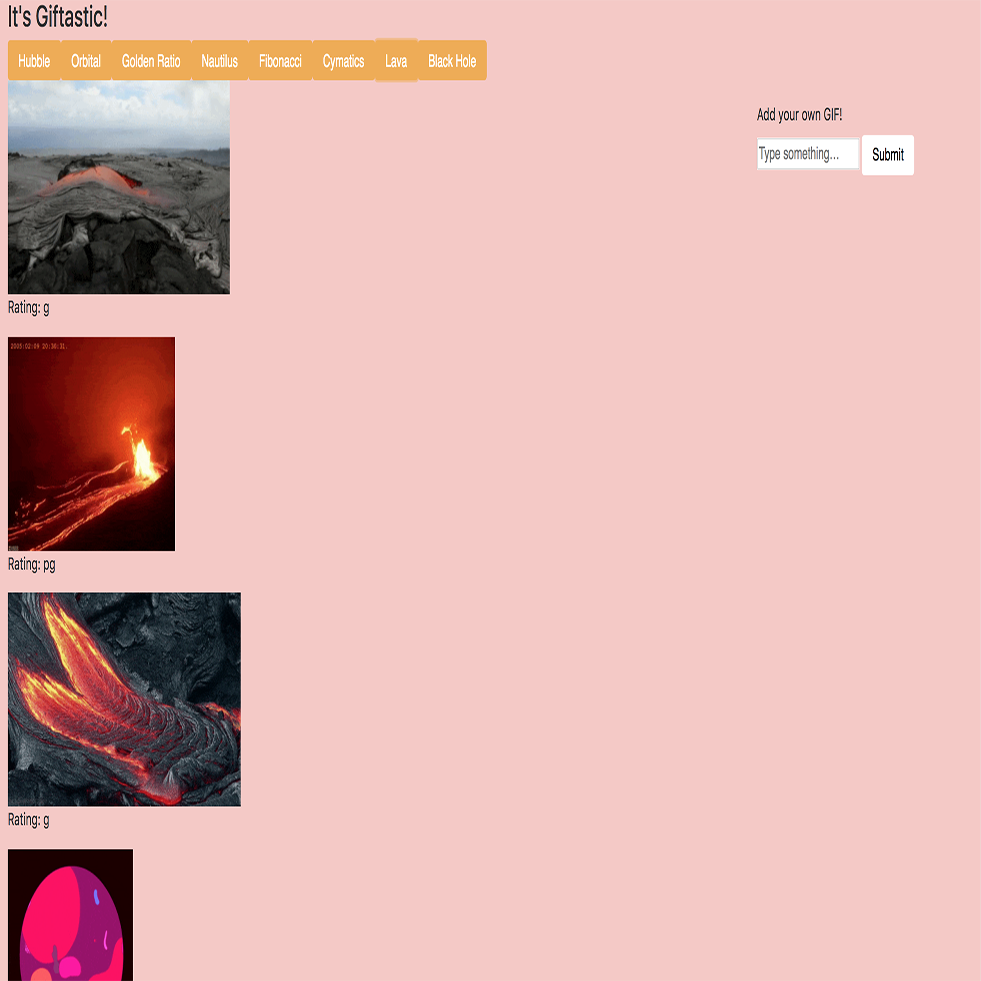 It's Giftastic!
Hubble Orbital Golden Ratio Nautilus Fibonacci Cymatics Lava Black Hole
Add your own GIF!
Type something... Submit
Rating: g
2005/02/09 20:30:31.
Rating: pg
Rating: g